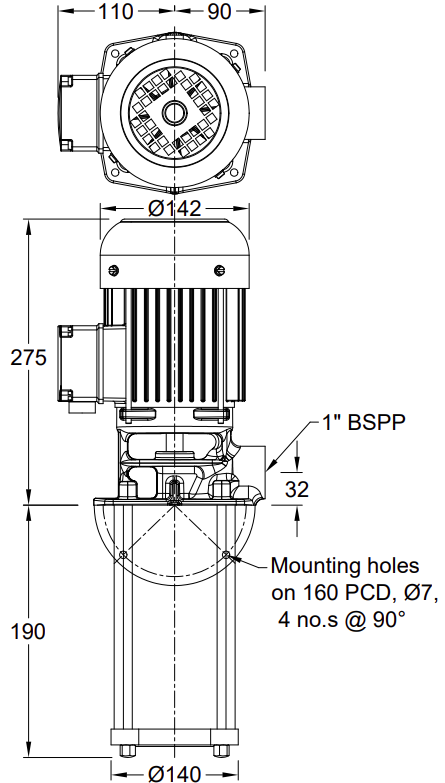 110
90
Ø142
275
1" BSPP
32
Mounting holes
on 160 PCD, Ø7,
4 no.s @ 90°
190
Ø140